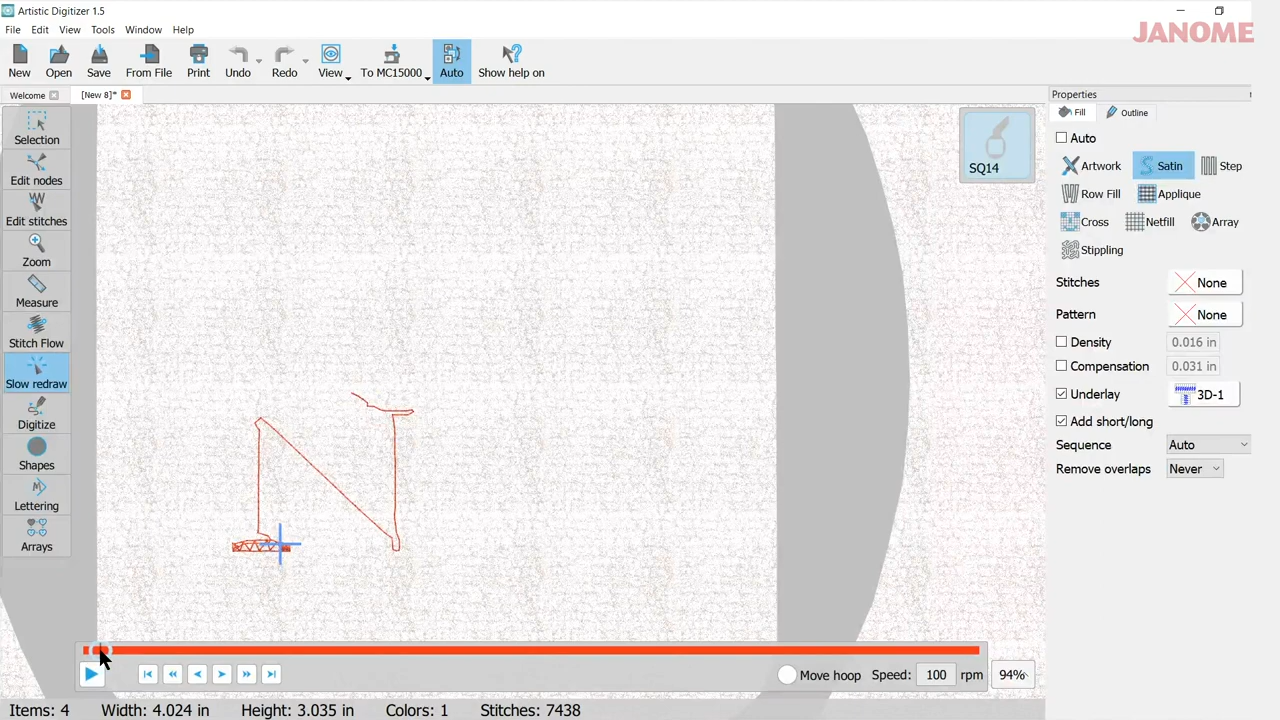 Artistic Digitizer 1.5
JANOME
File Edit View Tools Window Help
New Open Save From File Print Undo Redo View To MC15000 Auto Show help on
Welcome [New 8]*
Properties
Fill Outline
Selection
Edit nodes
Edit stitches
Zoom
Measure
Stitch Flow
Slow redraw
Digitize
Shapes
Lettering
Arrays
SQ14
Auto
Artwork Satin Step
Row Fill Applique
Cross Netfill Array
Stippling
Stitches None
Pattern None
Density 0.016 in
Compensation 0.031 in
Underlay 3D-1
Add short/long
Sequence Auto
Remove overlaps Never
N
Move hoop Speed: 100 rpm 94%
Items: 4 Width: 4.024 in Height: 3.035 in Colors: 1 Stitches: 7438